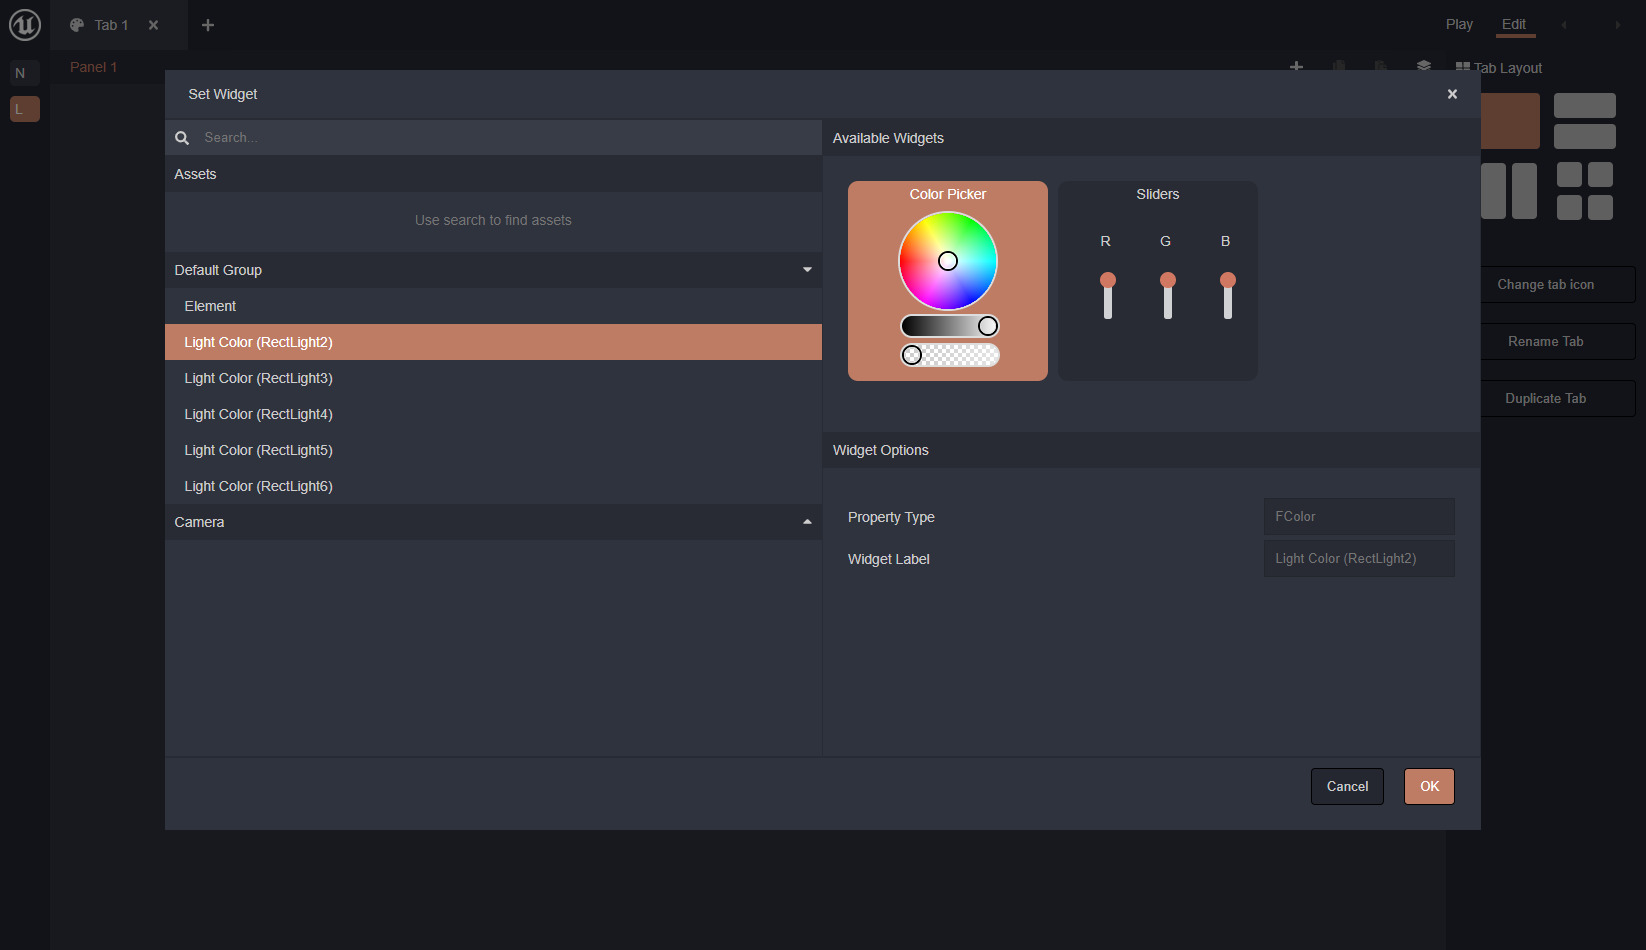 Tab 1
Play
Edit
N
L
Panel 1
Tab Layout
Set Widget
Search...
Assets
Use search to find assets
Default Group
Element
Light Color (RectLight2)
Light Color (RectLight3)
Light Color (RectLight4)
Light Color (RectLight5)
Light Color (RectLight6)
Camera
Available Widgets
Color Picker
Sliders
R G B
Widget Options
Property Type
FColor
Widget Label
Light Color (RectLight2)
Cancel
OK
Change tab icon
Rename Tab
Duplicate Tab